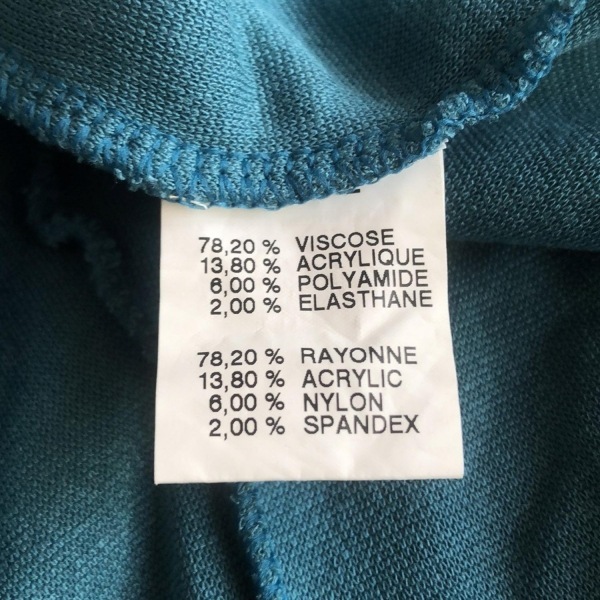 78,20 % VISCOSE
13,80 % ACRYLIQUE
6,00 % POLYAMIDE
2,00 % ELASTHANE
78,20 % RAYONNE
13,80 % ACRYLIC
6,00 % NYLON
2,00 % SPANDEX